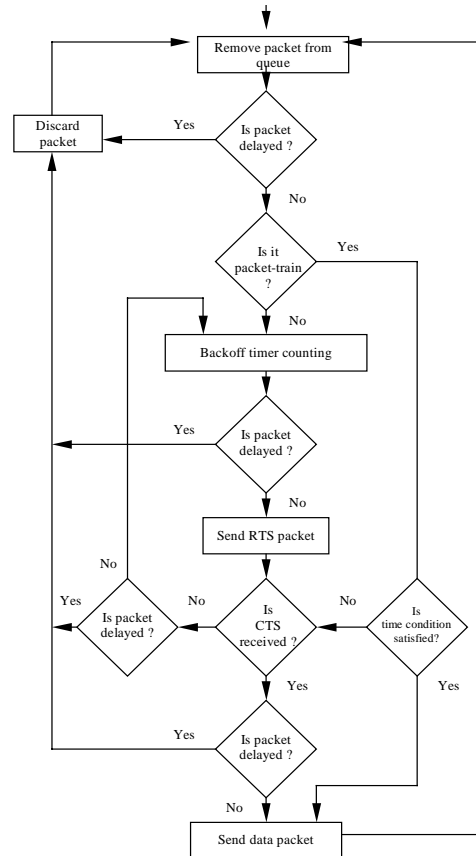 Remove packet from
queue
Discard
packet
Yes
Is packet
delayed ?
No
Is it
packet-train
?
Yes
No
Backoff timer counting
Yes
Is packet
delayed ?
No
Send RTS packet
No
Yes
Is packet
delayed ?
No
Is
CTS
received ?
No
Is
time condition
satisfied?
Yes
Yes
Yes
Is packet
delayed ?
No
Send data packet